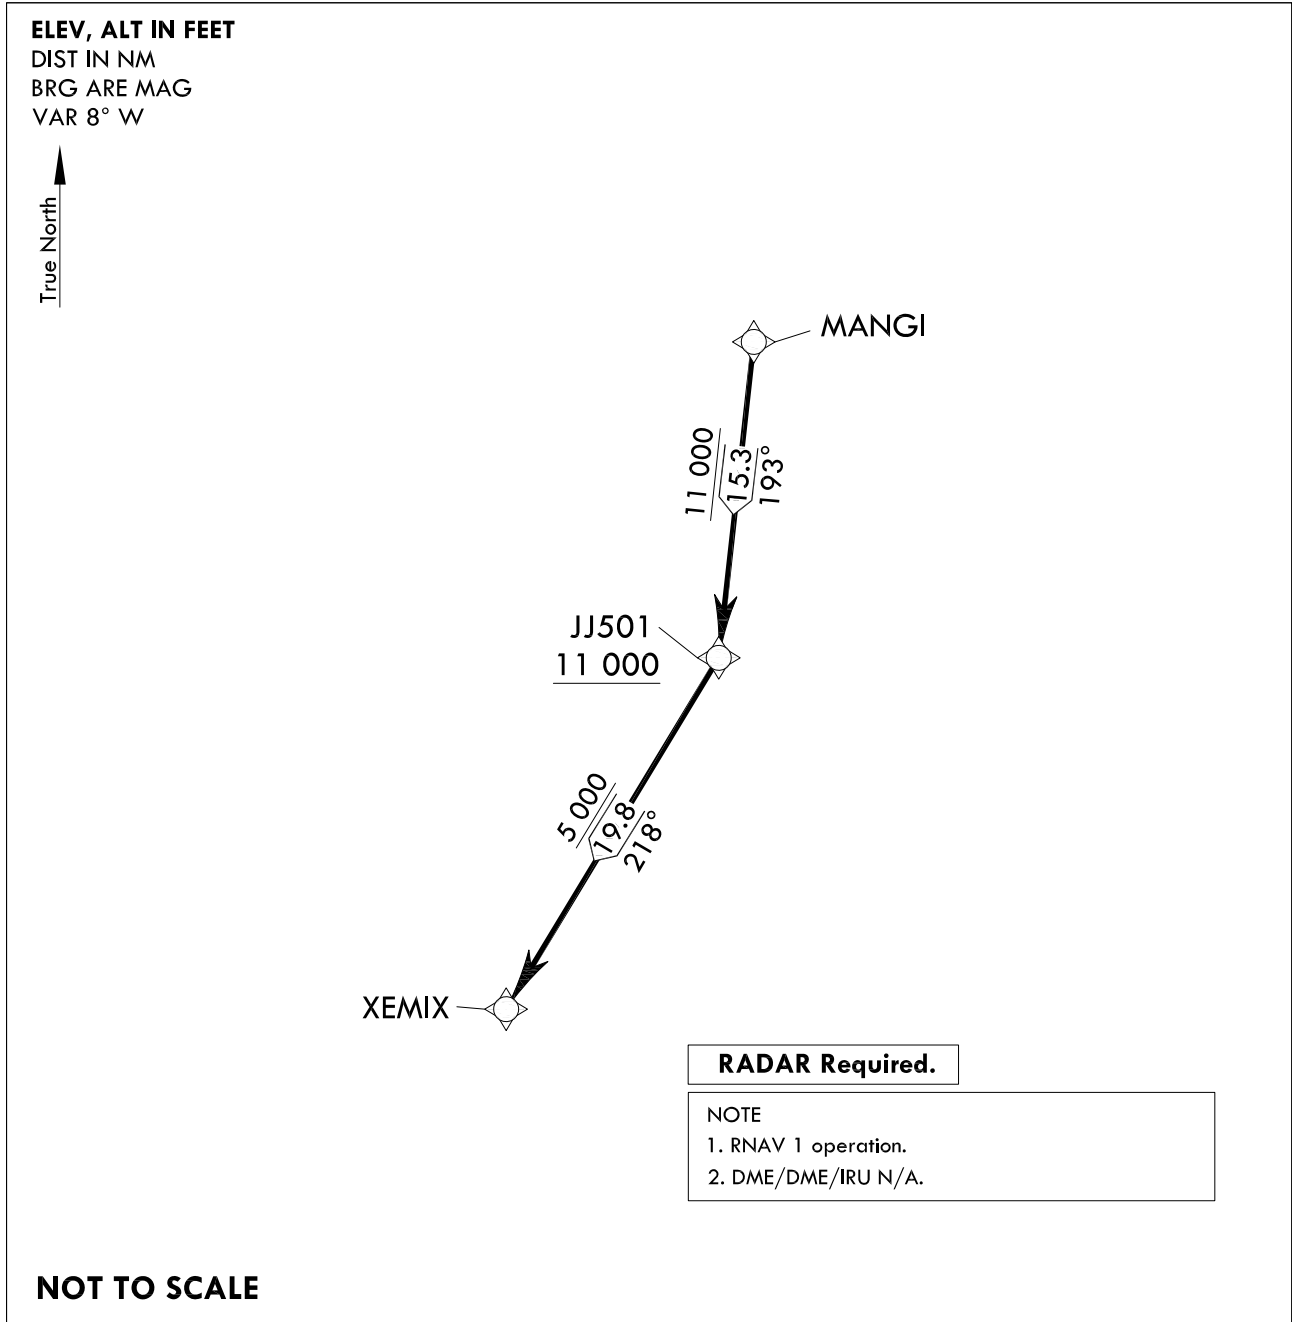 ELEV, ALT IN FEET
DIST IN NM
BRG ARE MAG
VAR 8° W
True North
MANGI
11 000
15.3
193°
JJ501
11 000
5 000
19.8
218°
XEMIX
RADAR Required.
NOTE
1. RNAV 1 operation.
2. DME/DME/IRU N/A.
NOT TO SCALE